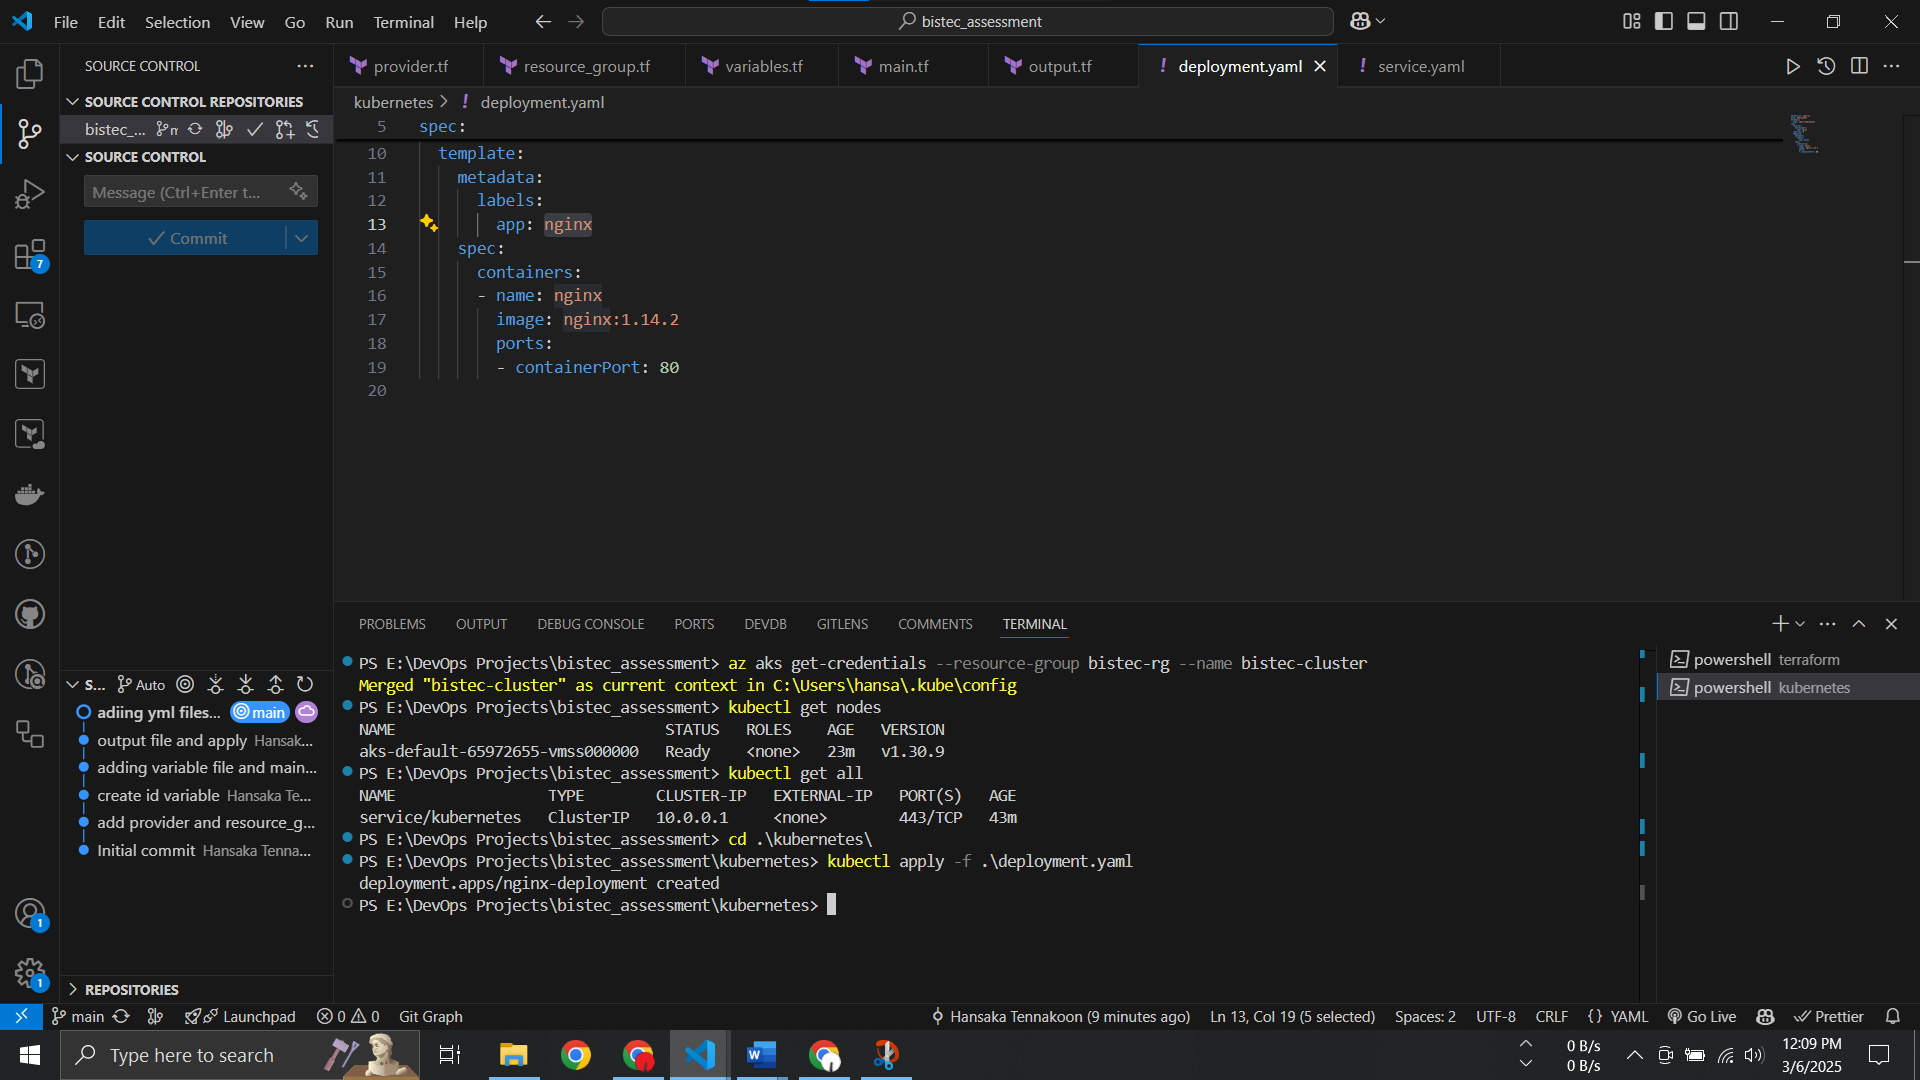 File Edit Selection View Go Run Terminal Help
bistec_assessment
SOURCE CONTROL
SOURCE CONTROL REPOSITORIES
bistec_...
SOURCE CONTROL
Message (Ctrl+Enter t...
Commit
7
provider.tf resource_group.tf variables.tf main.tf output.tf ! deployment.yaml ! service.yaml
kubernetes > ! deployment.yaml
5 spec:
10 template:
11 metadata:
12 labels:
13 app: nginx
14 spec:
15 containers:
16 - name: nginx
17 image: nginx:1.14.2
18 ports:
19 - containerPort: 80
20
PROBLEMS OUTPUT DEBUG CONSOLE PORTS DEVDB GITLENS COMMENTS TERMINAL
PS E:\DevOps Projects\bistec_assessment> az aks get-credentials --resource-group bistec-rg --name bistec-cluster
Merged "bistec-cluster" as current context in C:\Users\hansa\.kube\config
PS E:\DevOps Projects\bistec_assessment> kubectl get nodes
NAME STATUS ROLES AGE VERSION
aks-default-65972655-vmss000000 Ready <none> 23m v1.30.9
PS E:\DevOps Projects\bistec_assessment> kubectl get all
NAME TYPE CLUSTER-IP EXTERNAL-IP PORT(S) AGE
service/kubernetes ClusterIP 10.0.0.1 <none> 443/TCP 43m
PS E:\DevOps Projects\bistec_assessment> cd .\kubernetes\
PS E:\DevOps Projects\bistec_assessment\kubernetes> kubectl apply -f .\deployment.yaml
deployment.apps/nginx-deployment created
PS E:\DevOps Projects\bistec_assessment\kubernetes>
powershell terraform
powershell kubernetes
S... Auto
adiing yml files... main
output file and apply Hansak...
adding variable file and main...
create id variable Hansaka Te...
add provider and resource_g...
Initial commit Hansaka Tenna...
1
1
REPOSITORIES
main Launchpad 0 0 Git Graph Hansaka Tennakoon (9 minutes ago) Ln 13, Col 19 (5 selected) Spaces: 2 UTF-8 CRLF {} YAML Go Live Prettier
Type here to search
0 B/s
0 B/s
12:09 PM
3/6/2025